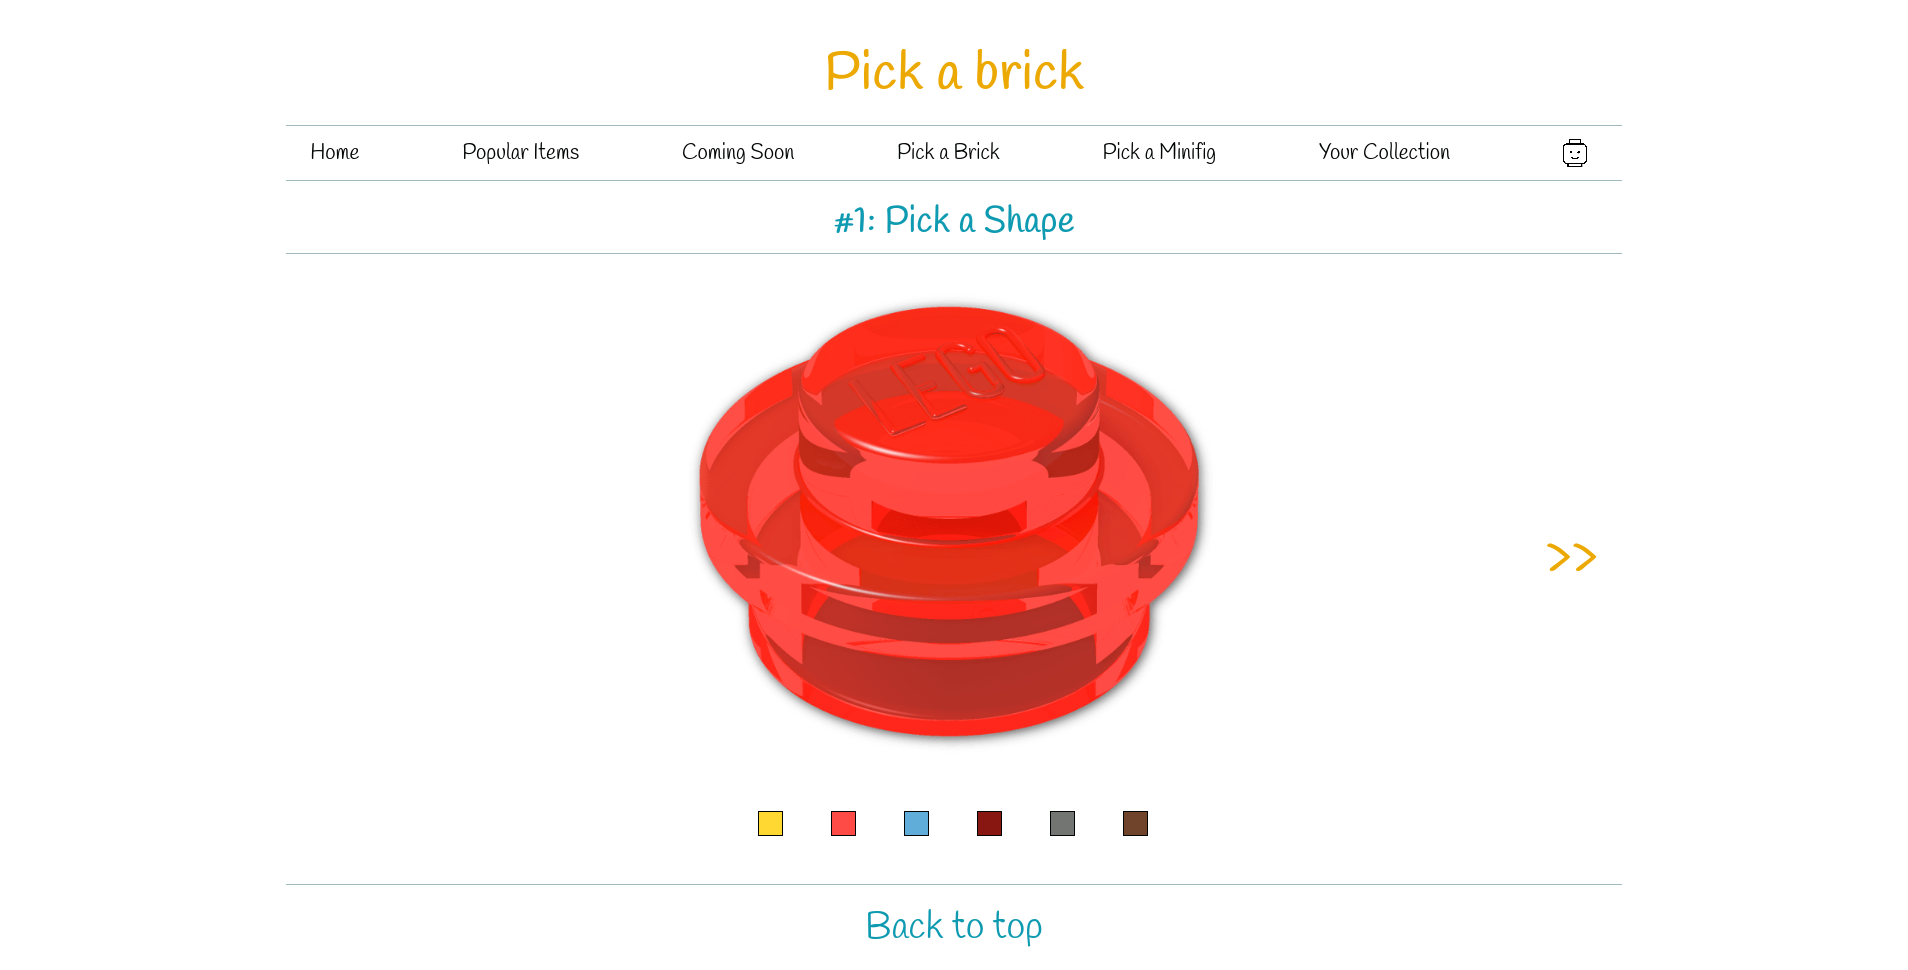 Pick a brick
Home Popular Items Coming Soon Pick a Brick Pick a Minifig Your Collection
#1: Pick a Shape
LEGO
>>
Back to top